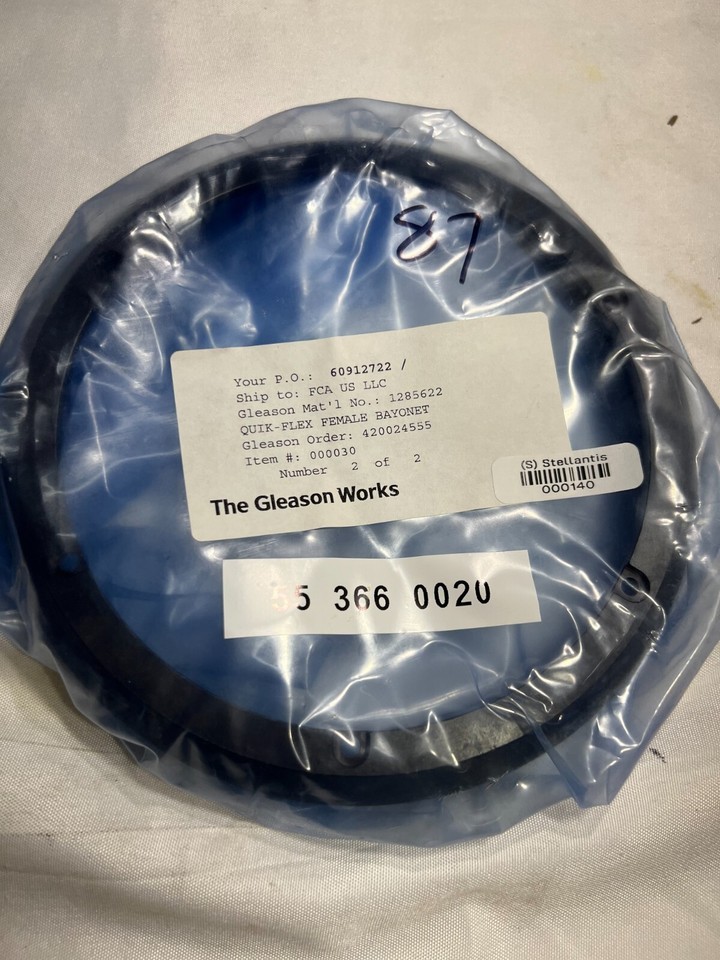 87
Your P.O.: 60912722 /
Ship to: FCA US LLC
Gleason Mat'l No.: 1285622
QUIK-FLEX FEMALE BAYONET
Gleason Order: 420024555
Item #: 000030
Number 2 of 2
The Gleason Works
(S) Stellantis
000140
55 366 0020